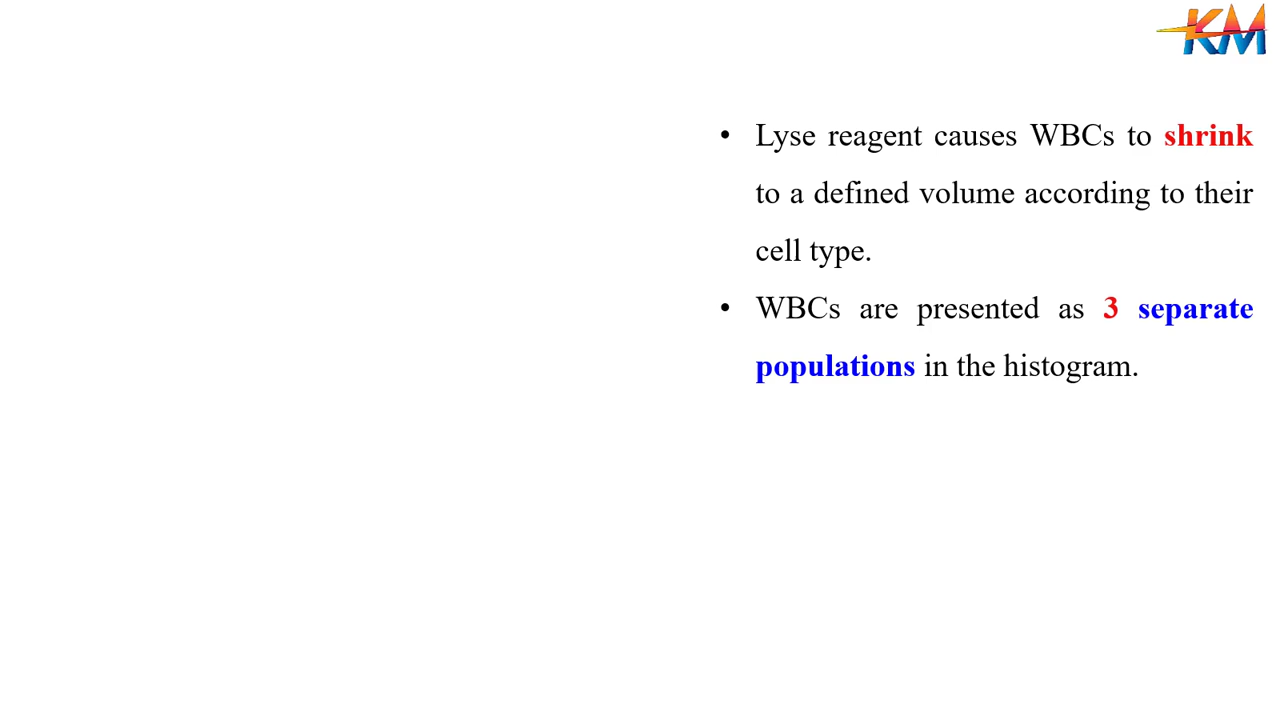 KM
• Lyse reagent causes WBCs to shrink
to a defined volume according to their
cell type.
• WBCs are presented as 3 separate
populations in the histogram.